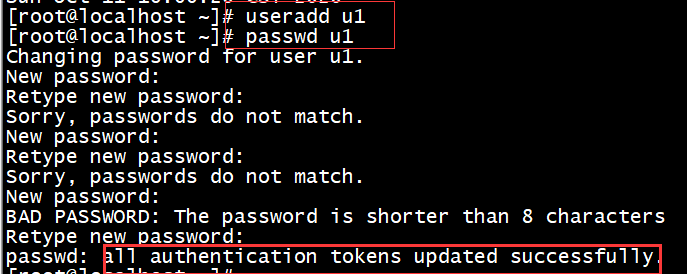 [root@localhost ~]# useradd u1
[root@localhost ~]# passwd u1
Changing password for user u1.
New password:
Retype new password:
Sorry, passwords do not match.
New password:
Retype new password:
Sorry, passwords do not match.
New password:
BAD PASSWORD: The password is shorter than 8 characters
Retype new password:
passwd: all authentication tokens updated successfully.
[root@localhost ~]#